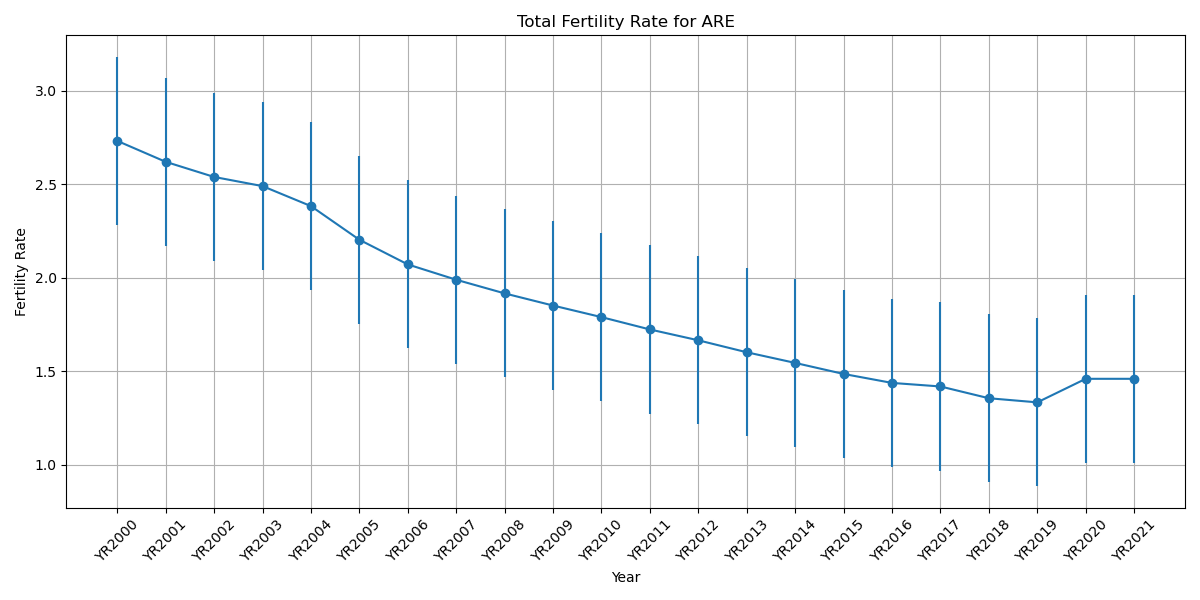 Total Fertility Rate for ARE
Fertility Rate
3.0
2.5
2.0
1.5
1.0
YR2000
YR2001
YR2002
YR2003
YR2004
YR2005
YR2006
YR2007
YR2008
YR2009
YR2010
YR2011
YR2012
YR2013
YR2014
YR2015
YR2016
YR2017
YR2018
YR2019
YR2020
YR2021
Year